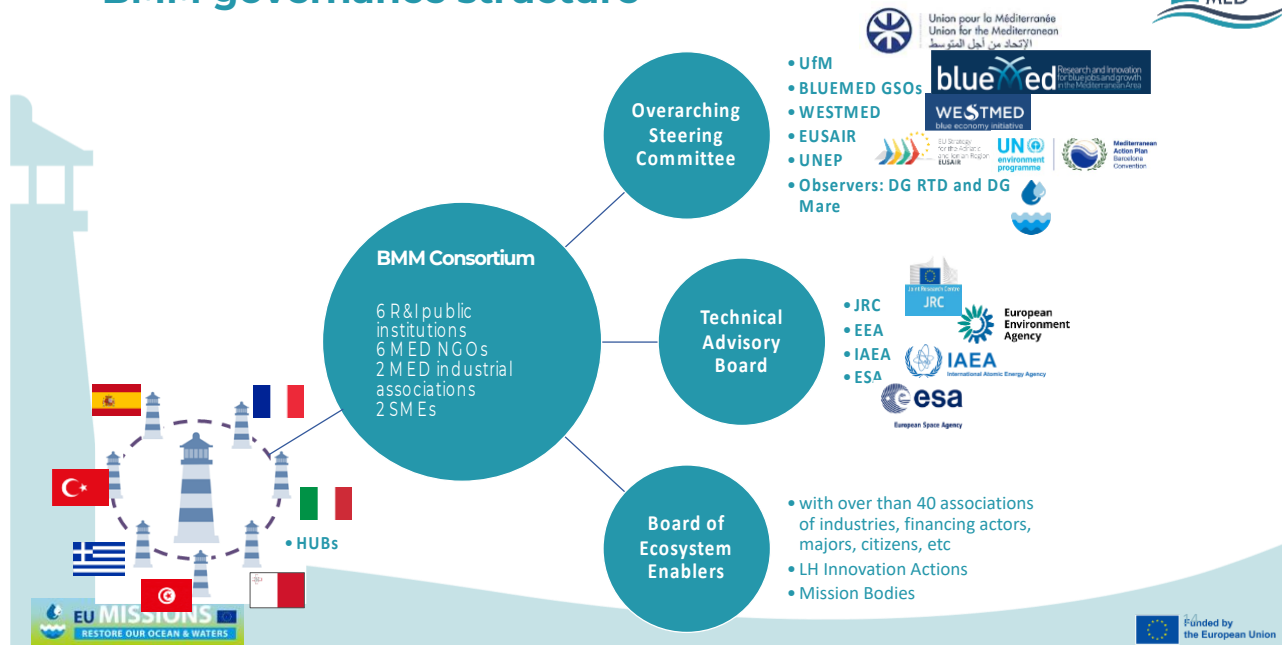 BMM governance structure
MED
Union pour la Méditerranée
Union for the Mediterranean
الإتحاد من أجل المتوسط
• UfM
• BLUEMED GSOs
• WESTMED
• EUSAIR
• UNEP
• Observers: DG RTD and DG
Mare
blueMed
Research and Innovation
for blue jobs and growth
in the Mediterranean Area
WESTMED
blue economy initiative
EU Strategy
for the Adriatic
and Ionian Region
EUSAIR
UN
environment
programme
Mediterranean
Action Plan
Barcelona
Convention
Overarching
Steering
Committee
BMM Consortium
6 R&I public
institutions
6 MED NGOs
2 MED industrial
associations
2 SMEs
Technical
Advisory
Board
• JRC
• EEA
• IAEA
• ESA
Joint Research Centre
JRC
European
Environment
Agency
IAEA
International Atomic Energy Agency
esa
European Space Agency
• HUBs
Board of
Ecosystem
Enablers
• with over than 40 associations
of industries, financing actors,
majors, citizens, etc
• LH Innovation Actions
• Mission Bodies
EU MISSIONS
RESTORE OUR OCEAN & WATERS
14
Funded by
the European Union